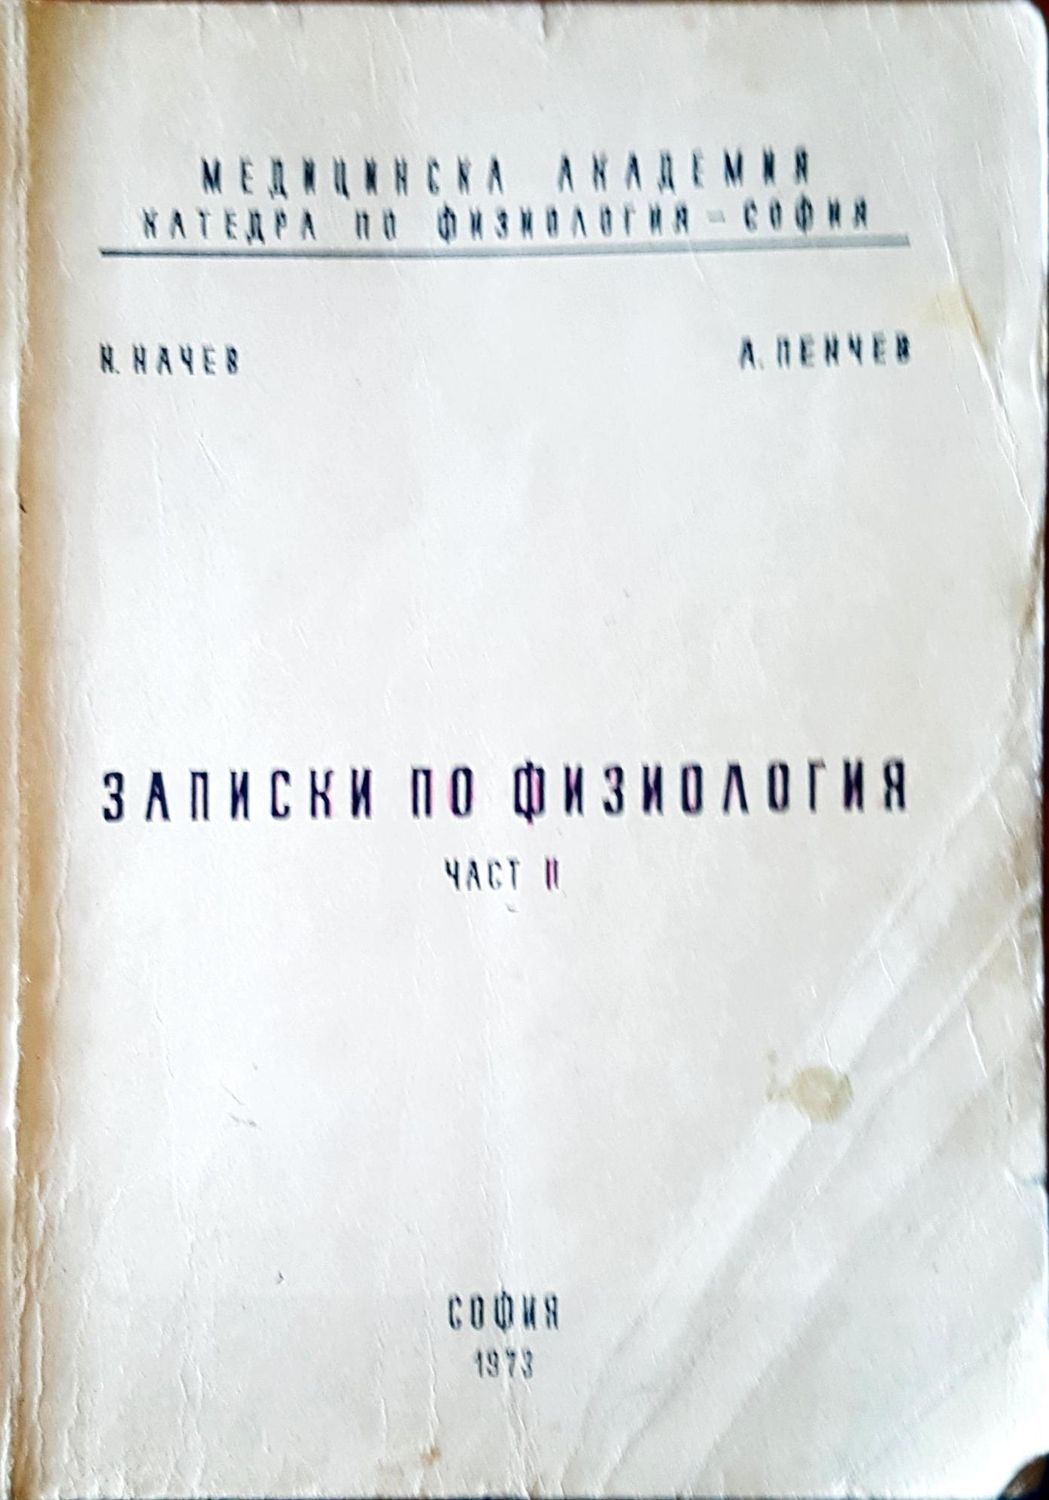 МЕДИЦИНСКА АКАДЕМИЯ
КАТЕДРА ПО ФИЗИОЛОГИЯ - СОФИЯ
Н. НАЧЕВ
А. ПЕНЧЕВ
ЗАПИСКИ ПО ФИЗИОЛОГИЯ
ЧАСТ II
СОФИЯ
1973